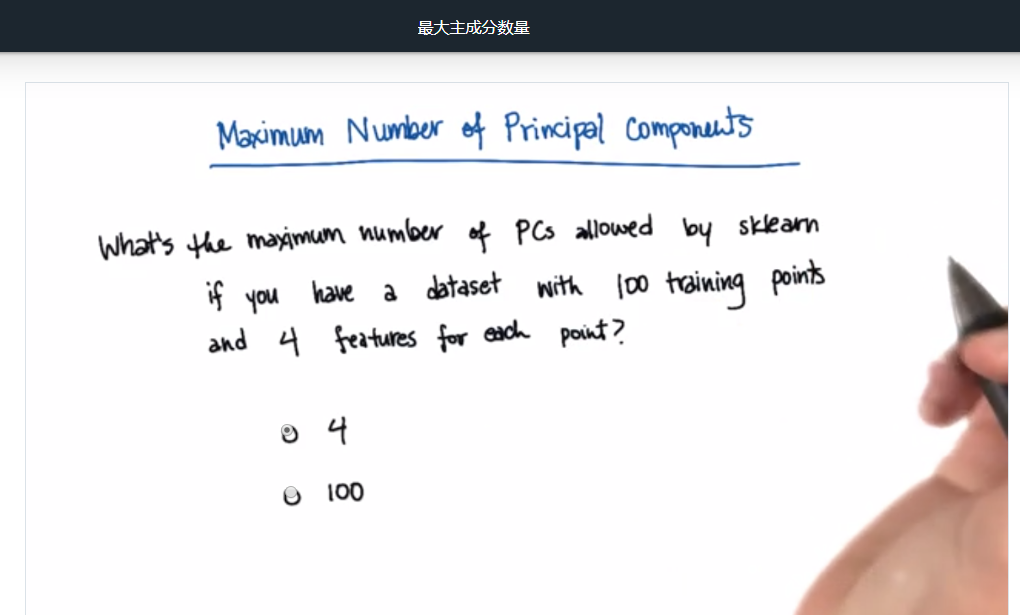 最大主成分数量
Maximum Number of Principal Components
What's the maximum number of PCs allowed by sklearn
if you have a dataset with 100 training points
and 4 features for each point?
4
100